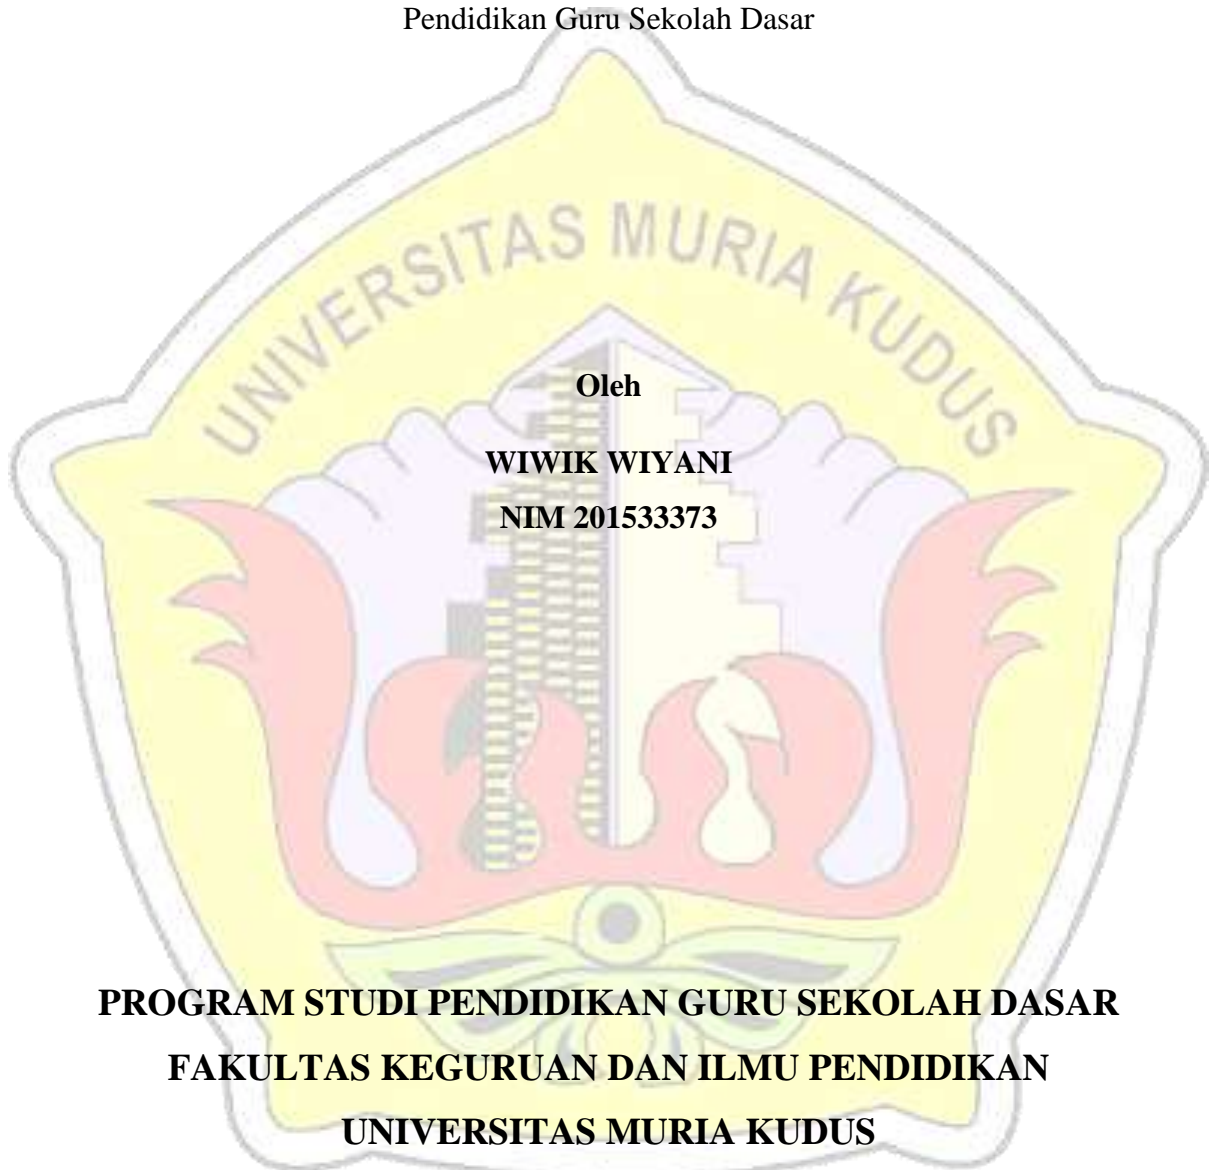 Pendidikan Guru Sekolah Dasar
UNIVERSITAS MURIA KUDUS
Oleh
WIWIK WIYANI
NIM 201533373
PROGRAM STUDI PENDIDIKAN GURU SEKOLAH DASAR
FAKULTAS KEGURUAN DAN ILMU PENDIDIKAN
UNIVERSITAS MURIA KUDUS